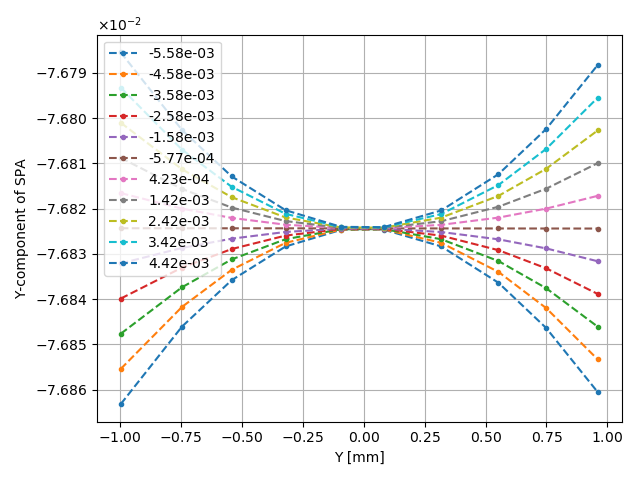 ×10⁻²
−7.679
−7.680
−7.681
−7.682
−7.683
−7.684
−7.685
−7.686
Y-component of SPA
-5.58e-03
-4.58e-03
-3.58e-03
-2.58e-03
-1.58e-03
-5.77e-04
4.23e-04
1.42e-03
2.42e-03
3.42e-03
4.42e-03
−1.00 −0.75 −0.50 −0.25 0.00 0.25 0.50 0.75 1.00
Y [mm]